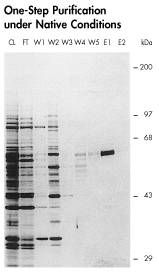 One-Step Purification
under Native Conditions
CL FT W1 W2 W3 W4 W5 E1 E2 kDa
200
97
68
43
29